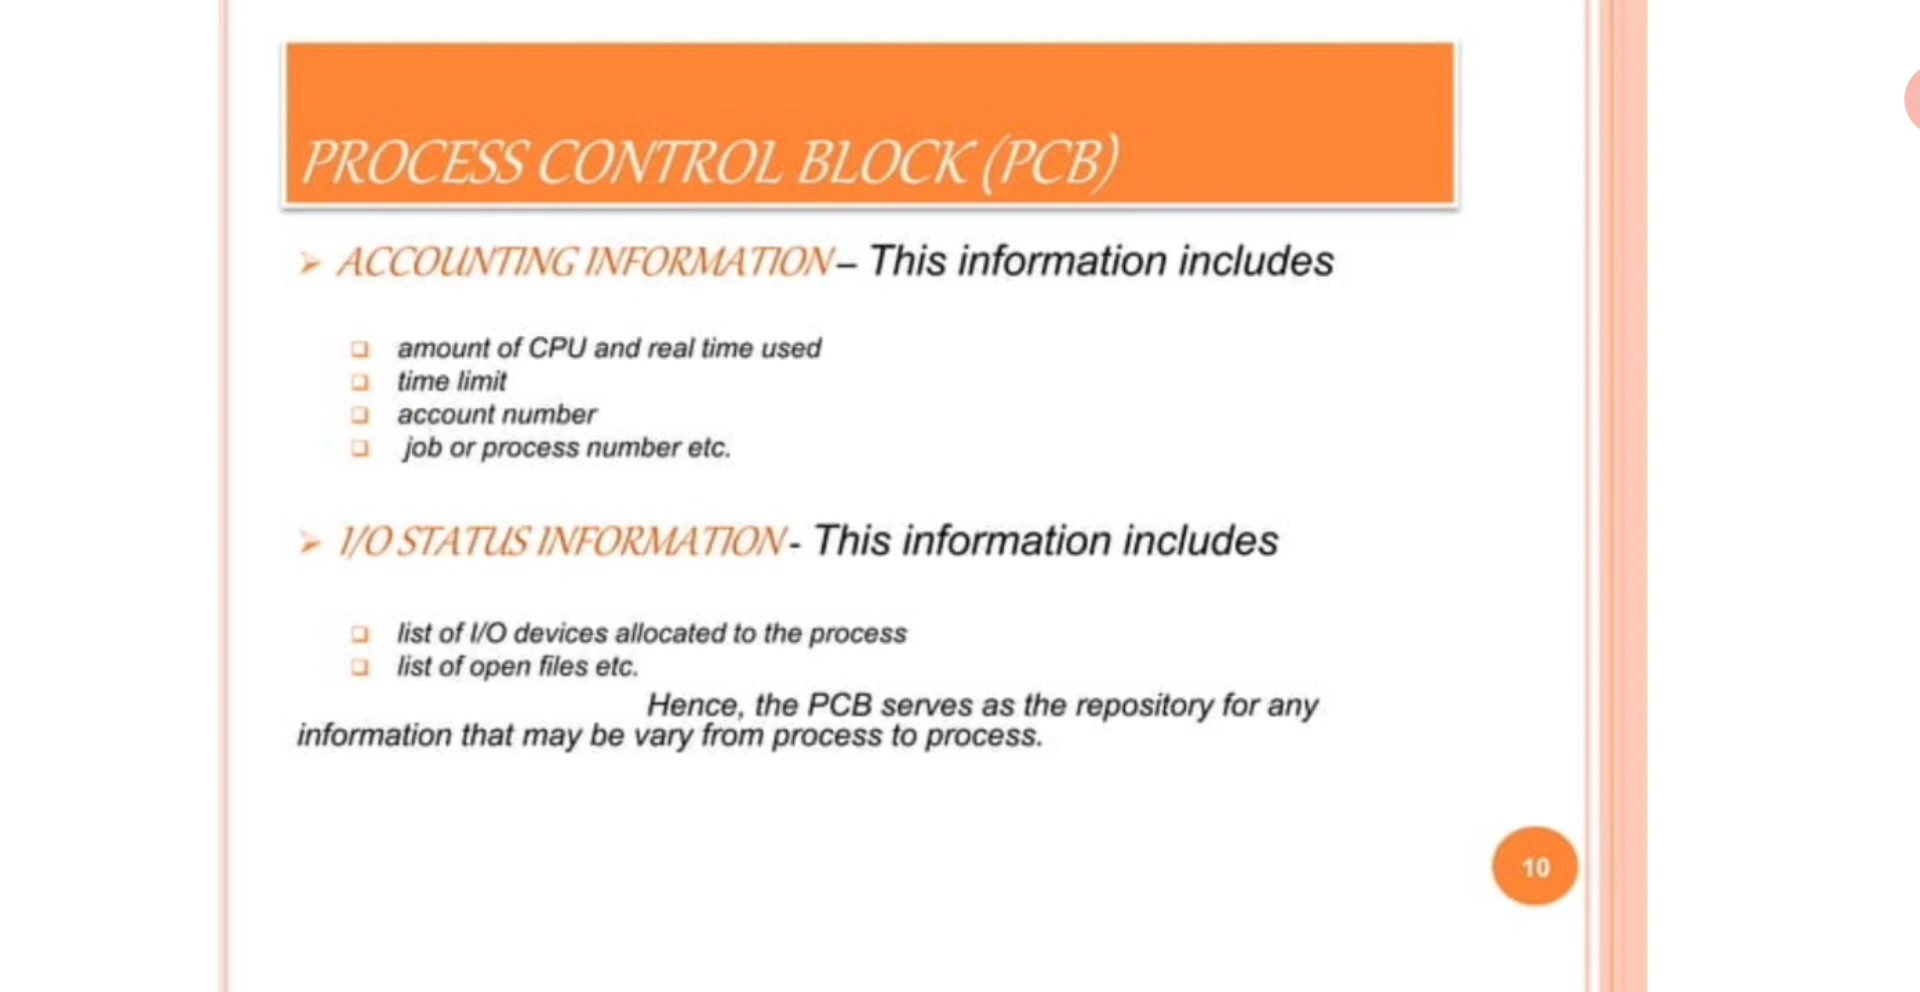 PROCESS CONTROL BLOCK (PCB)
ACCOUNTING INFORMATION – This information includes
amount of CPU and real time used
time limit
account number
job or process number etc.
I/O STATUS INFORMATION - This information includes
list of I/O devices allocated to the process
list of open files etc.
Hence, the PCB serves as the repository for any
information that may be vary from process to process.
10